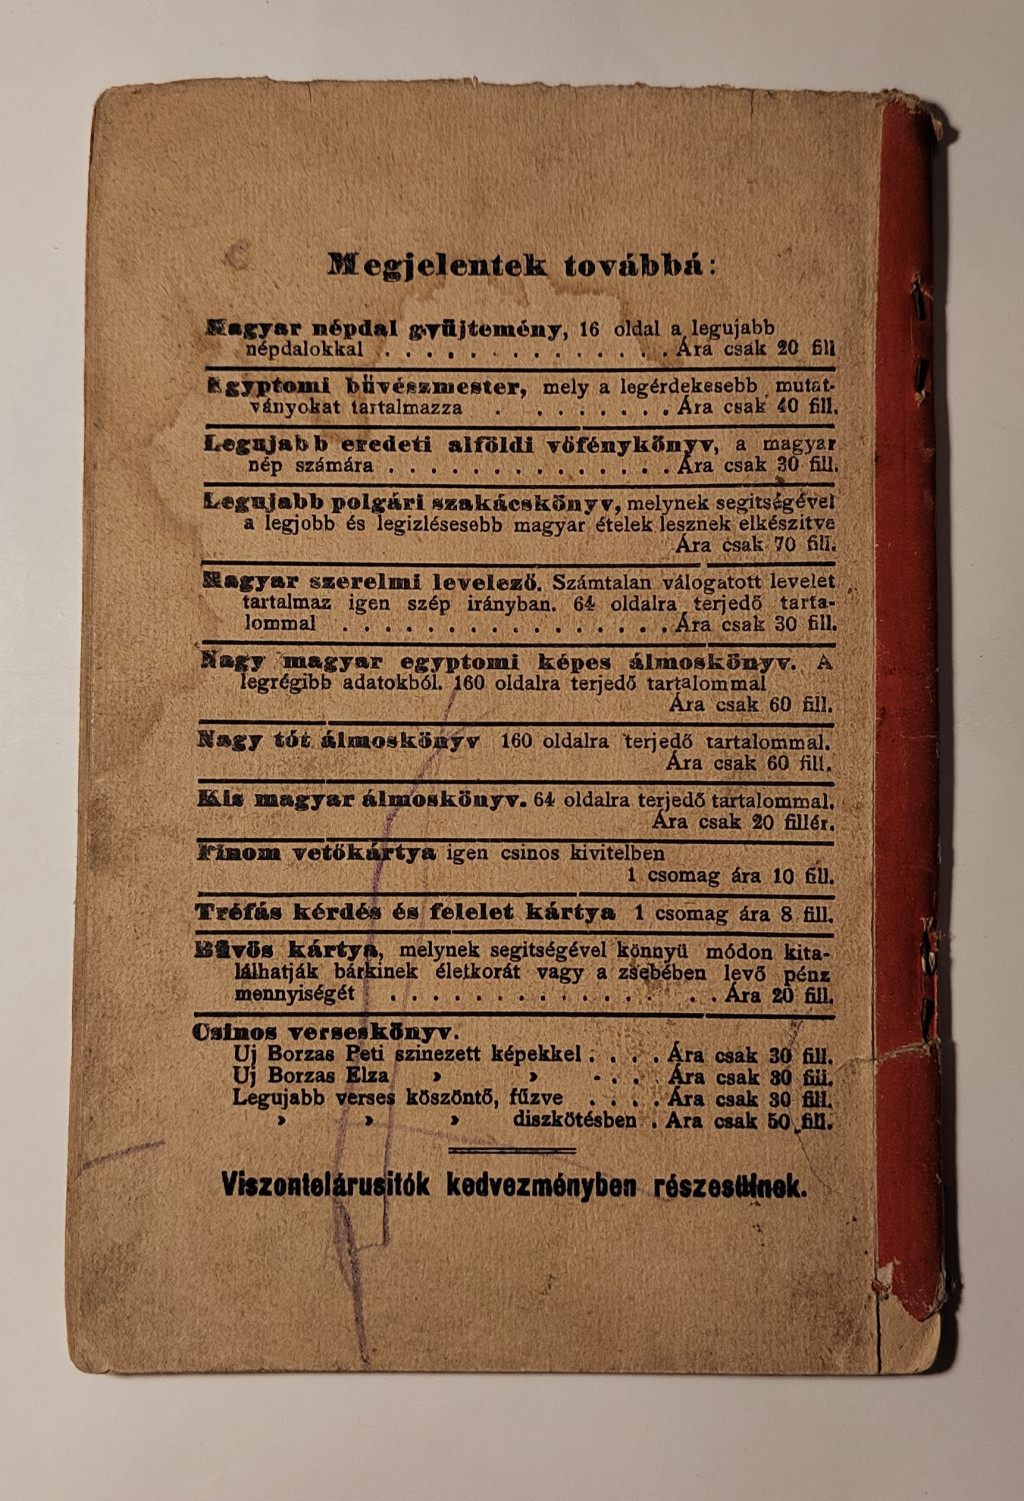 Megjelentek továbbá:
Magyar népdal gyüjtemény, 16 oldal a legujabb
népdalokkal . . . . . . . . . . . . . . Ára csak 20 fill
Egyptomi bűvészmester, mely a legérdekesebb mutat-
ványokat tartalmazza . . . . . . . . Ára csak 40 fill.
Legujabb eredeti alföldi vőfénykönyv, a magyar
nép számára . . . . . . . . . . . . . . Ára csak 30 fill.
Legujabb polgári szakácskönyv, melynek segitségével
a legjobb és legizlésesebb magyar ételek lesznek elkészitve
Ára csak 70 fill.
Magyar szerelmi levelező. Számtalan válogatott levelet
tartalmaz igen szép irányban. 64 oldalra terjedő tarta-
lommal . . . . . . . . . . . . . . . . Ára csak 30 fill.
Nagy magyar egyptomi képes álmoskönyv. A
legrégibb adatokból. 160 oldalra terjedő tartalommal
Ára csak 60 fill.
Nagy tót álmoskönyv 160 oldalra terjedő tartalommal.
Ára csak 60 fill.
Kis magyar álmoskönyv. 64 oldalra terjedő tartalommal.
Ára csak 20 fillér.
Finom vetőkártya igen csinos kivitelben
1 csomag ára 10 fill.
Tréfás kérdés és felelet kártya 1 csomag ára 8 fill.
Bűvös kártya, melynek segitségével könnyü módon kita-
lálhatják bárkinek életkorát vagy a zsebében levő pénz
mennyiségét . . . . . . . . . . . . . . Ára 20 fill.
Csinos verseskönyv.
Uj Borzas Peti szinezett képekkel . . . . Ára csak 30 fill.
Uj Borzas Elza » » - . . Ára csak 30 fill.
Legujabb verses köszöntő, fűzve . . . . Ára csak 30 fill.
» » » diszkötésben . Ara csak 50 fill.
Viszontelárusitók kedvezményben részesülnek.